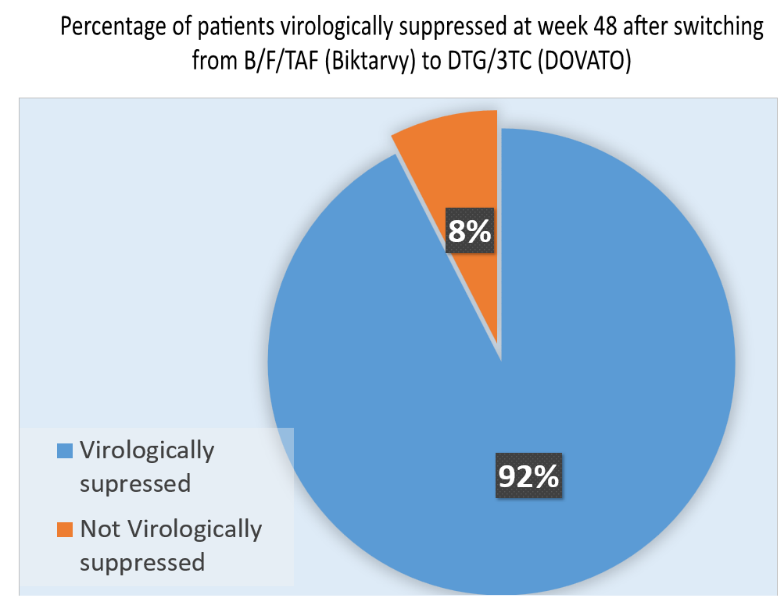 Percentage of patients virologically suppressed at week 48 after switching
from B/F/TAF (Biktarvy) to DTG/3TC (DOVATO)
8%
92%
Virologically
supressed
Not Virologically
suppressed